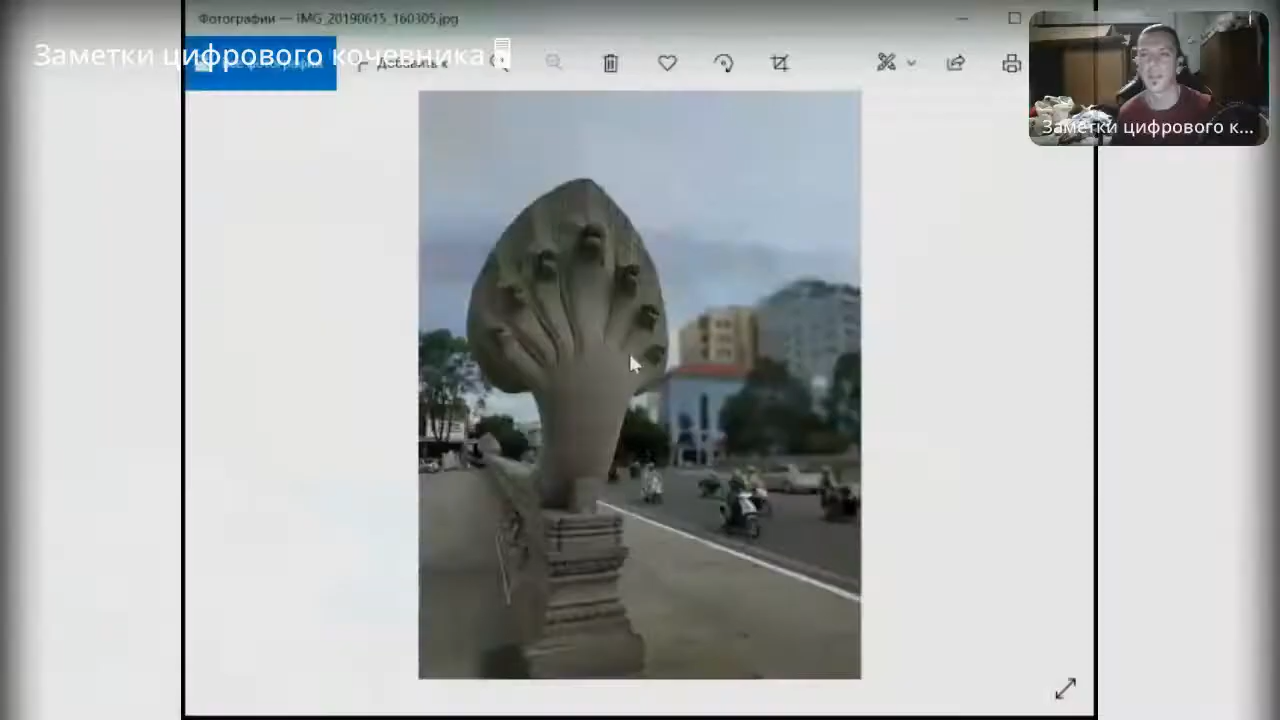 Фотографии — IMG_20190615_160305.jpg
Заметки цифрового кочевника
Добавить к
Заметки цифрового к...